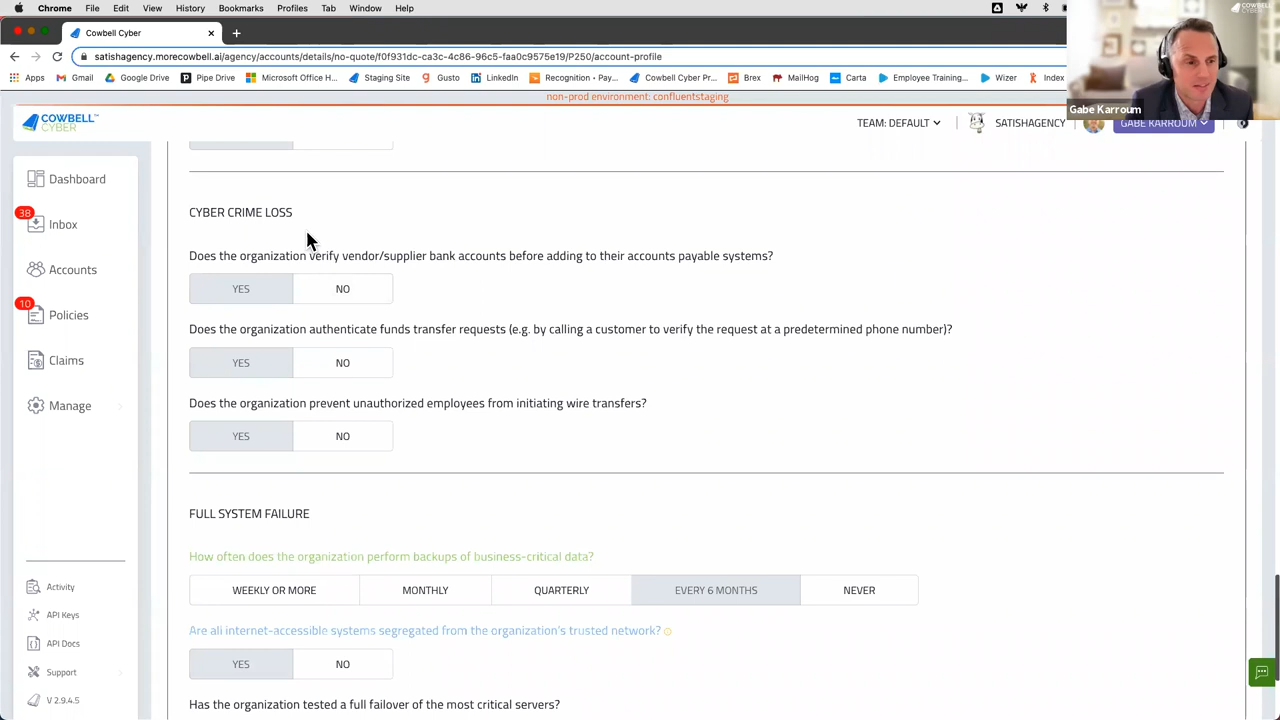 Chrome File Edit View History Bookmarks Profiles Tab Window Help
COWBELL CYBER
Cowbell Cyber
satishagency.morecowbell.ai/agency/accounts/details/no-quote/f0f931dc-ca3c-4c86-96c5-faa0c9575e19/P250/account-profile
Apps Gmail Google Drive Pipe Drive Microsoft Office H... Staging Site Gusto LinkedIn Recognition • Pay... Cowbell Cyber Pr... Brex MailHog Carta Employee Training... Wizer Index
non-prod environment: confluentstaging
Gabe Karroum
COWBELL™
CYBER
TEAM: DEFAULT SATISHAGENCY GABE KARROUM
Dashboard
38
Inbox
Accounts
10
Policies
Claims
Manage
Activity
API Keys
API Docs
Support
V 2.9.4.5
CYBER CRIME LOSS
Does the organization verify vendor/supplier bank accounts before adding to their accounts payable systems?
YES NO
Does the organization authenticate funds transfer requests (e.g. by calling a customer to verify the request at a predetermined phone number)?
YES NO
Does the organization prevent unauthorized employees from initiating wire transfers?
YES NO
FULL SYSTEM FAILURE
How often does the organization perform backups of business-critical data?
WEEKLY OR MORE MONTHLY QUARTERLY EVERY 6 MONTHS NEVER
Are all internet-accessible systems segregated from the organization's trusted network?
YES NO
Has the organization tested a full failover of the most critical servers?